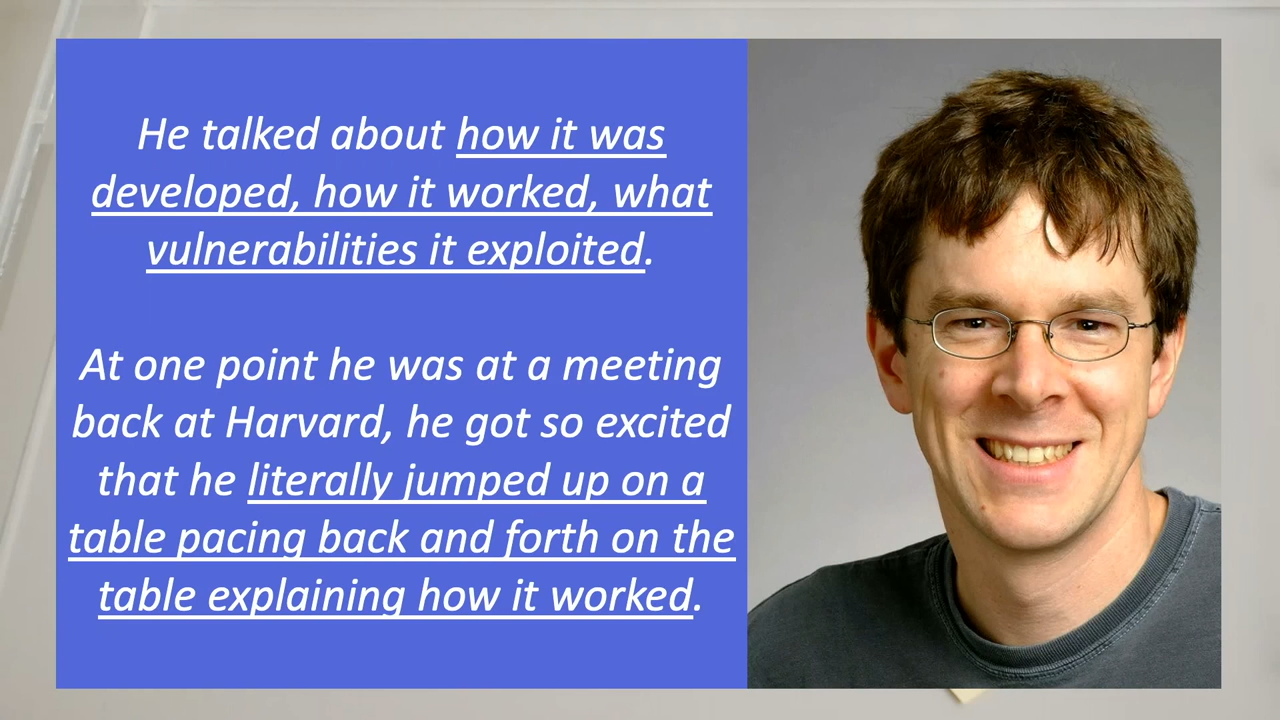 He talked about how it was
developed, how it worked, what
vulnerabilities it exploited.
At one point he was at a meeting
back at Harvard, he got so excited
that he literally jumped up on a
table pacing back and forth on the
table explaining how it worked.